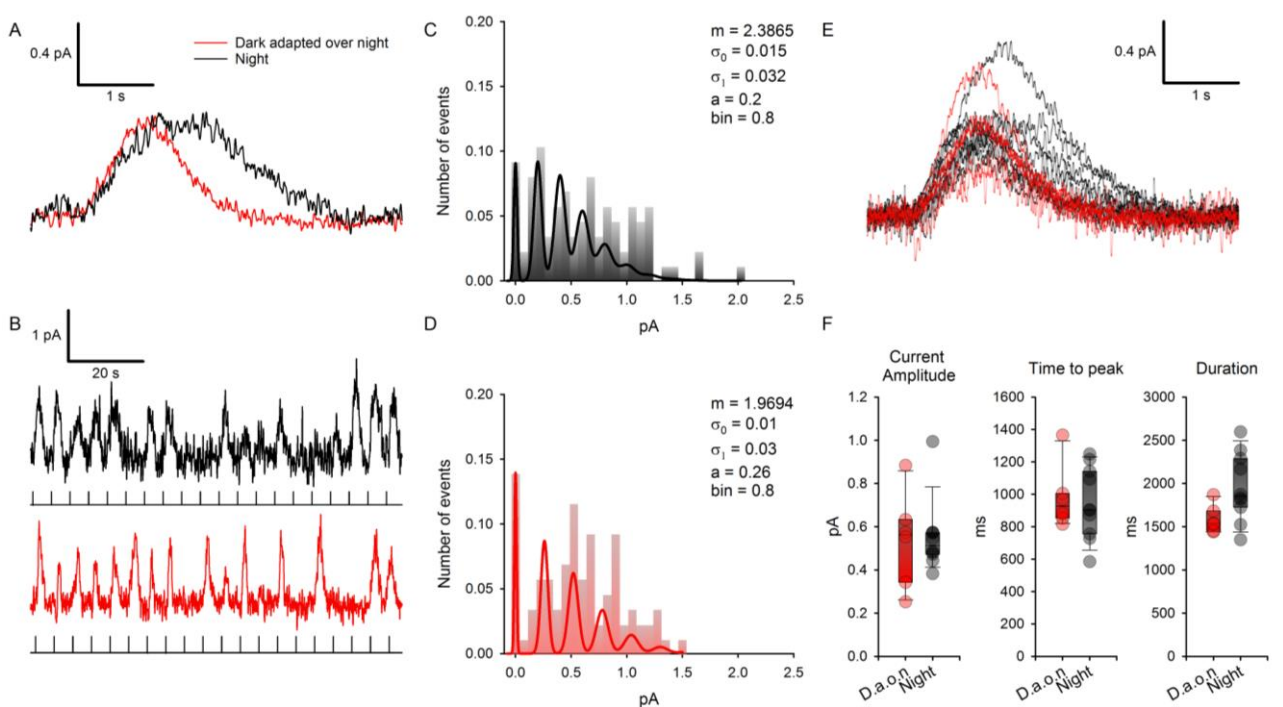 A
0.4 pA
1 s
Dark adapted over night
Night
B
1 pA
20 s
C
Number of events
0.20
0.15
0.10
0.05
0.00
0.0 0.5 1.0 1.5 2.0 2.5
pA
m = 2.3865
σ0 = 0.015
σ1 = 0.032
a = 0.2
bin = 0.8
D
Number of events
0.20
0.15
0.10
0.05
0.00
0.0 0.5 1.0 1.5 2.0 2.5
pA
m = 1.9694
σ0 = 0.01
σ1 = 0.03
a = 0.26
bin = 0.8
E
0.4 pA
1 s
F
Current
Amplitude
pA
1.2
1.0
0.8
0.6
0.4
0.2
0.0
D.a.o.n
Night
Time to peak
ms
1600
1400
1200
1000
800
600
400
200
0
D.a.o.n
Night
Duration
ms
3000
2500
2000
1500
1000
500
0
D.a.o.n
Night